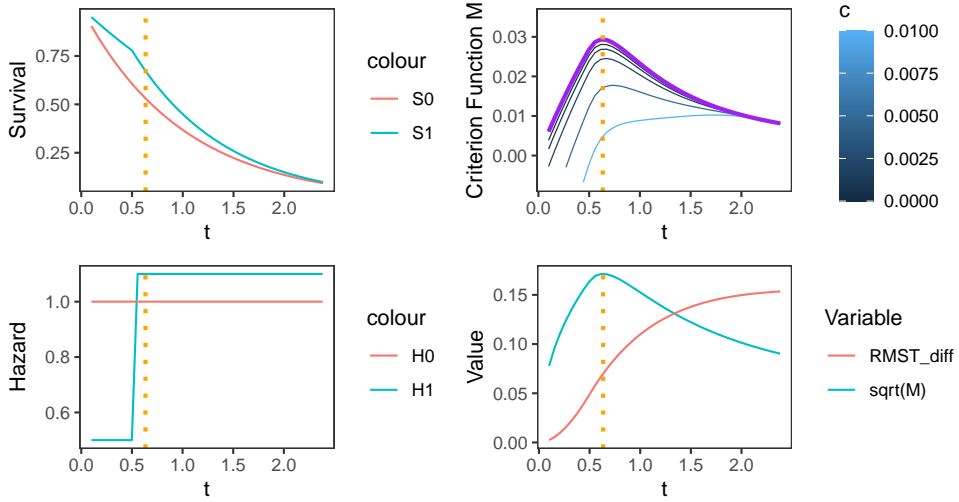 Survival
0.75
0.50
0.25
0.0
0.5
1.0
1.5
2.0
t
colour
S0
S1
Criterion Function M
0.03
0.02
0.01
0.00
0.0
0.5
1.0
1.5
2.0
t
c
0.0100
0.0075
0.0050
0.0025
0.0000
Hazard
1.0
0.8
0.6
0.0
0.5
1.0
1.5
2.0
t
colour
H0
H1
Value
0.15
0.10
0.05
0.00
0.0
0.5
1.0
1.5
2.0
t
Variable
RMST_diff
sqrt(M)